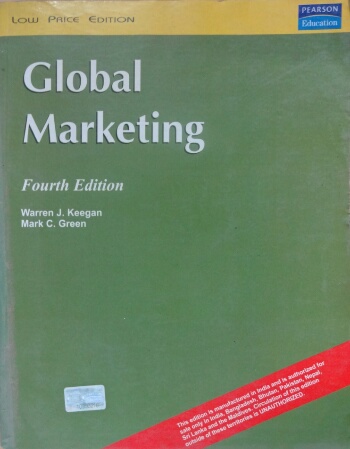 LOW PRICE EDITION
PEARSON
Education
Global
Marketing
Fourth Edition
Warren J. Keegan
Mark C. Green
This edition is manufactured in India and is authorized for
sale only in India, Bangladesh, Bhutan, Pakistan, Nepal,
Sri Lanka and the Maldives. Circulation of this edition
outside of these territories is UNAUTHORIZED.